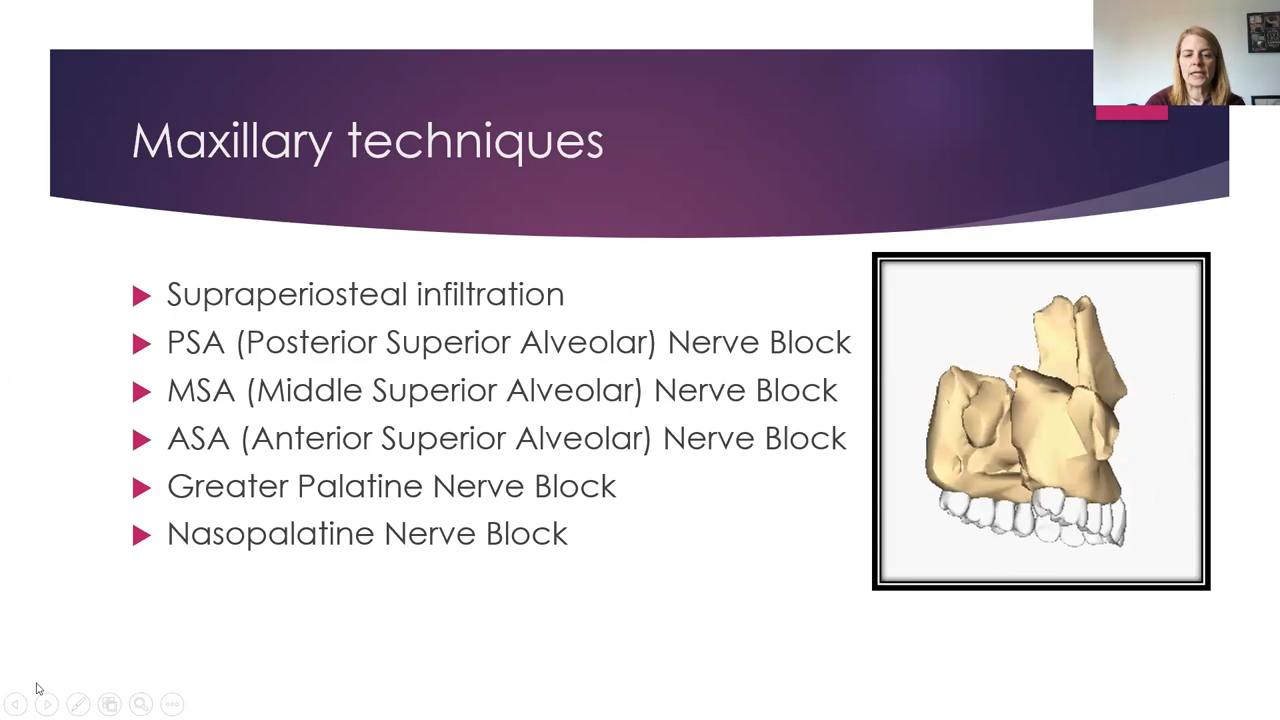 Maxillary techniques
Supraperiosteal infiltration
PSA (Posterior Superior Alveolar) Nerve Block
MSA (Middle Superior Alveolar) Nerve Block
ASA (Anterior Superior Alveolar) Nerve Block
Greater Palatine Nerve Block
Nasopalatine Nerve Block